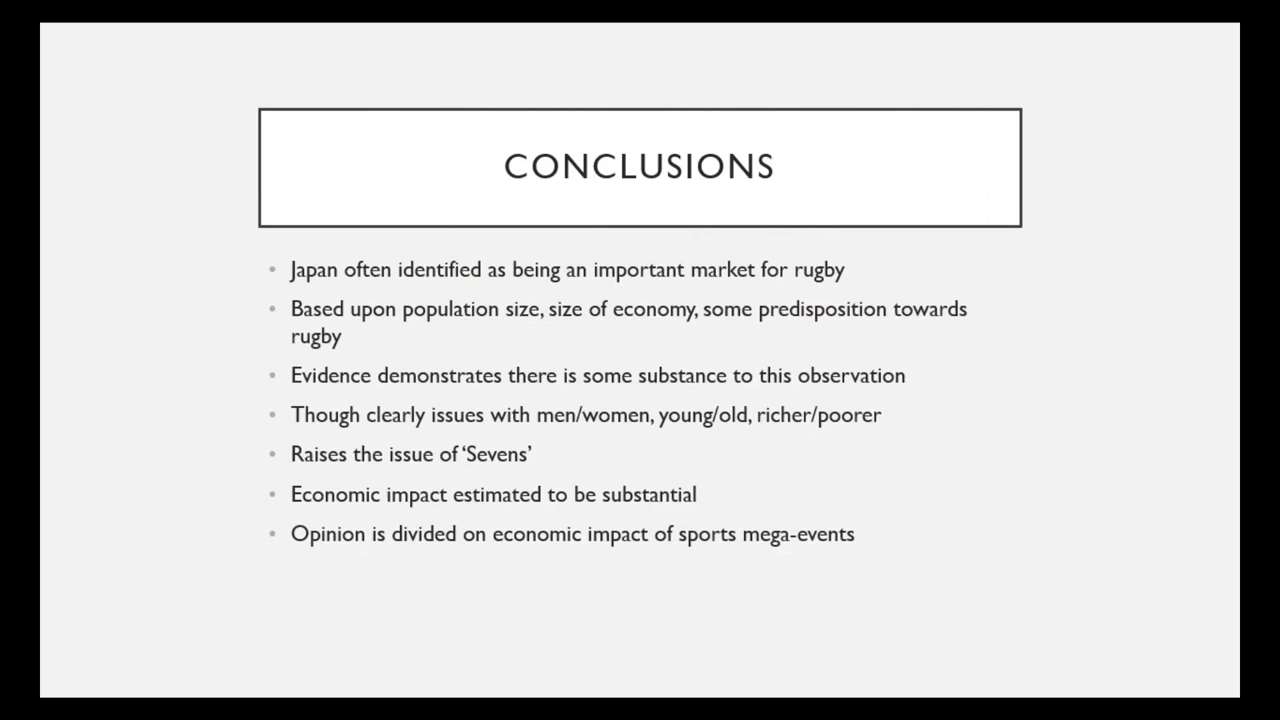 CONCLUSIONS
• Japan often identified as being an important market for rugby
• Based upon population size, size of economy, some predisposition towards
rugby
• Evidence demonstrates there is some substance to this observation
• Though clearly issues with men/women, young/old, richer/poorer
• Raises the issue of ‘Sevens’
• Economic impact estimated to be substantial
• Opinion is divided on economic impact of sports mega-events